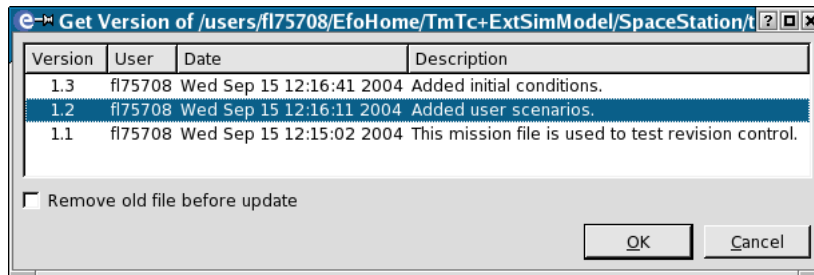 Get Version of /users/fl75708/EfoHome/TmTc+ExtSimModel/SpaceStation/t
Version User Date Description
1.3 fl75708 Wed Sep 15 12:16:41 2004 Added initial conditions.
1.2 fl75708 Wed Sep 15 12:16:11 2004 Added user scenarios.
1.1 fl75708 Wed Sep 15 12:15:02 2004 This mission file is used to test revision control.
Remove old file before update
OK Cancel